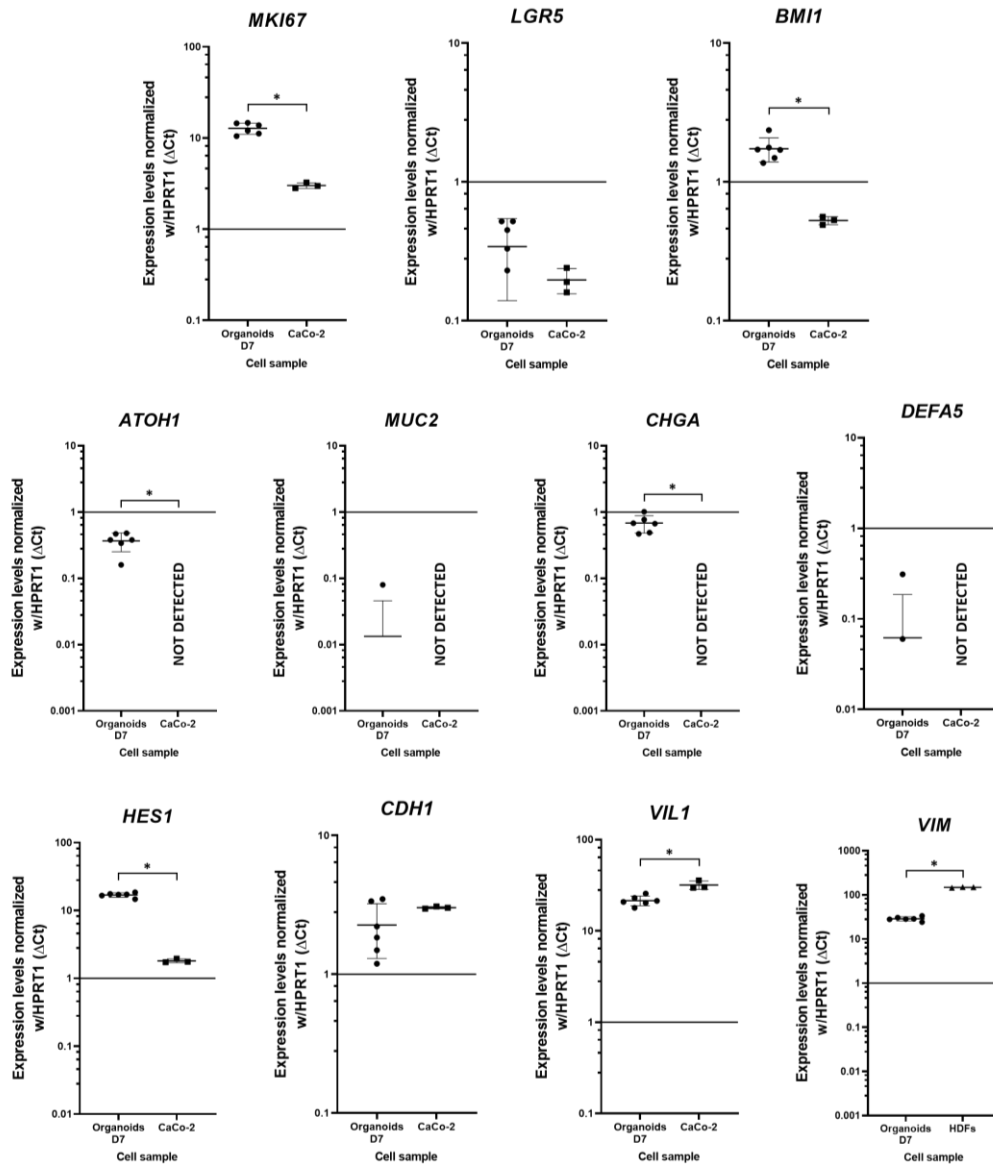 MKI67
Expression levels normalized
w/HPRT1 (ΔCt)
100
10
1
0.1
*
Organoids
D7
CaCo-2
Cell sample
LGR5
Expression levels normalized
w/HPRT1 (ΔCt)
10
1
0.1
Organoids
D7
CaCo-2
Cell sample
BMI1
Expression levels normalized
w/HPRT1 (ΔCt)
10
1
0.1
*
Organoids
D7
CaCo-2
Cell sample
ATOH1
Expression levels normalized
w/HPRT1 (ΔCt)
10
1
0.1
0.01
0.001
*
NOT DETECTED
Organoids
D7
CaCo-2
Cell sample
MUC2
Expression levels normalized
w/HPRT1 (ΔCt)
10
1
0.1
0.01
0.001
NOT DETECTED
Organoids
D7
CaCo-2
Cell sample
CHGA
Expression levels normalized
w/HPRT1 (ΔCt)
10
1
0.1
0.01
0.001
*
NOT DETECTED
Organoids
D7
CaCo-2
Cell sample
DEFA5
Expression levels normalized
w/HPRT1 (ΔCt)
10
1
0.1
0.01
NOT DETECTED
Organoids
D7
CaCo-2
Cell sample
HES1
Expression levels normalized
w/HPRT1 (ΔCt)
100
10
1
0.1
0.01
*
Organoids
D7
CaCo-2
Cell sample
CDH1
Expression levels normalized
w/HPRT1 (ΔCt)
10
1
0.1
Organoids
D7
CaCo-2
Cell sample
VIL1
Expression levels normalized
w/HPRT1 (ΔCt)
100
10
1
0.1
*
Organoids
D7
CaCo-2
Cell sample
VIM
Expression levels normalized
w/HPRT1 (ΔCt)
1000
100
10
1
0.1
0.01
0.001
*
Organoids
D7
HDFs
Cell sample